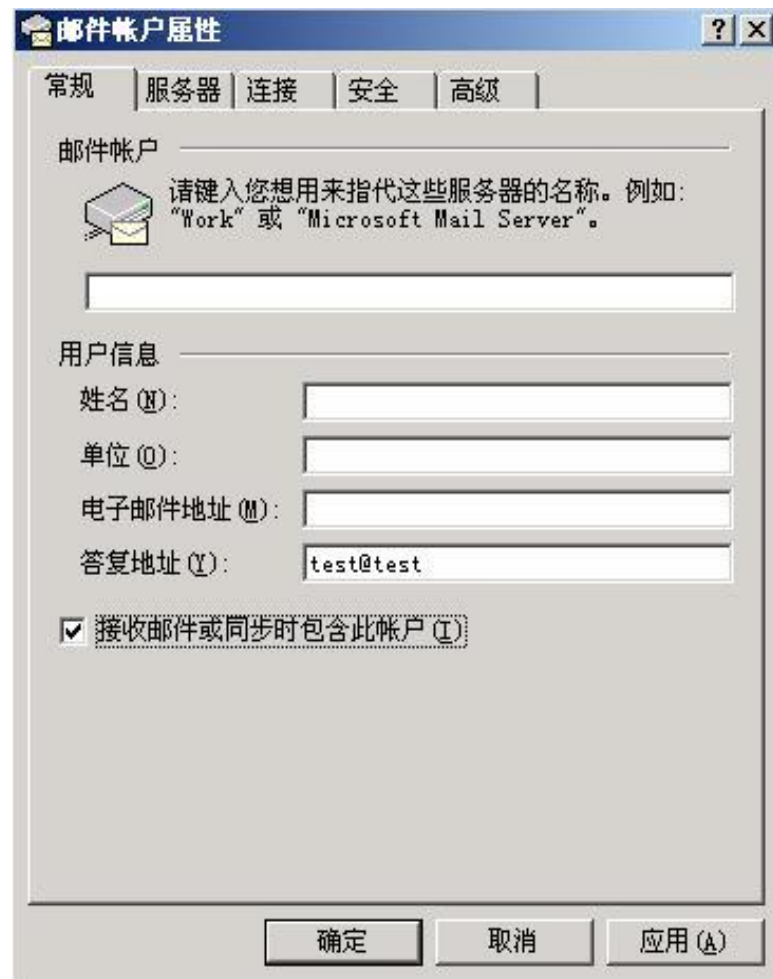 邮件帐户属性
常规 服务器 连接 安全 高级
邮件帐户
请键入您想用来指代这些服务器的名称。例如:
"Work" 或 "Microsoft Mail Server"。
用户信息
姓名(N):
单位(O):
电子邮件地址(M):
答复地址(Y): test@test
接收邮件或同步时包含此帐户(I)
确定 取消 应用(A)